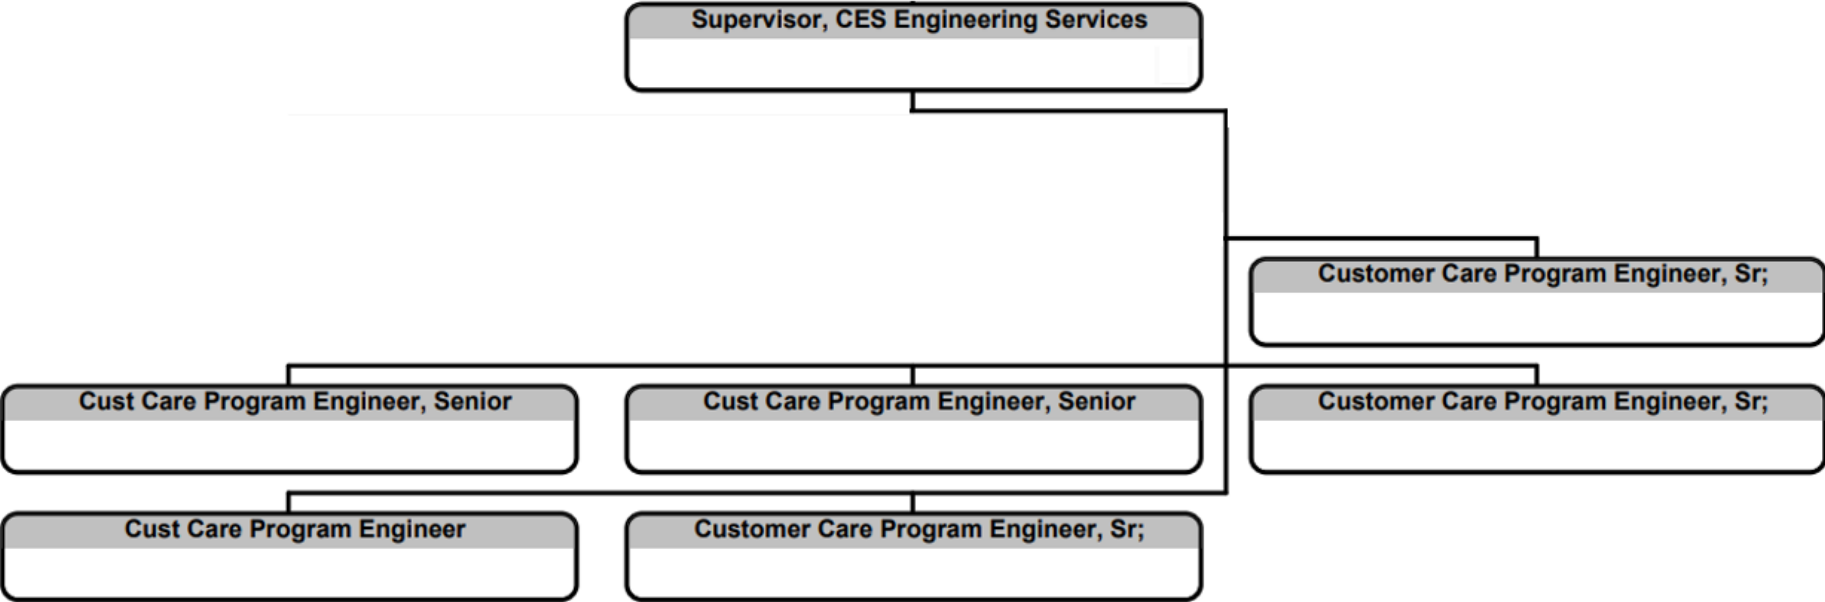 Supervisor, CES Engineering Services
Customer Care Program Engineer, Sr;
Cust Care Program Engineer, Senior
Cust Care Program Engineer, Senior
Customer Care Program Engineer, Sr;
Cust Care Program Engineer
Customer Care Program Engineer, Sr;